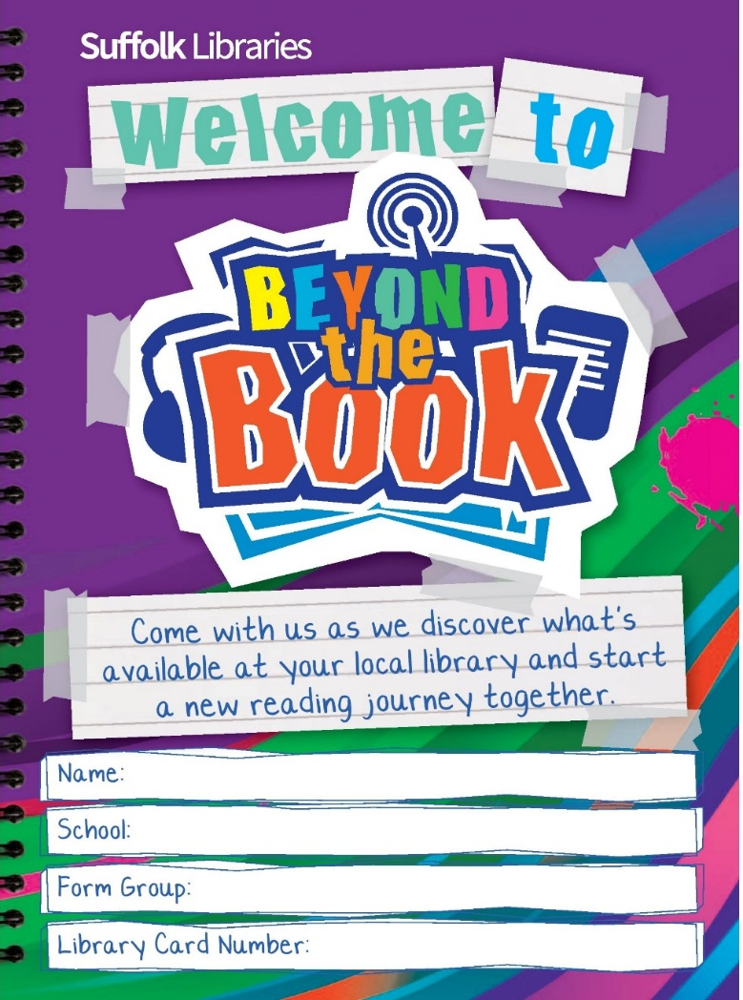 Suffolk Libraries
Welcome to
BEYOND
the
BOOK
Come with us as we discover what's
available at your local library and start
a new reading journey together.
Name:
School:
Form Group:
Library Card Number: